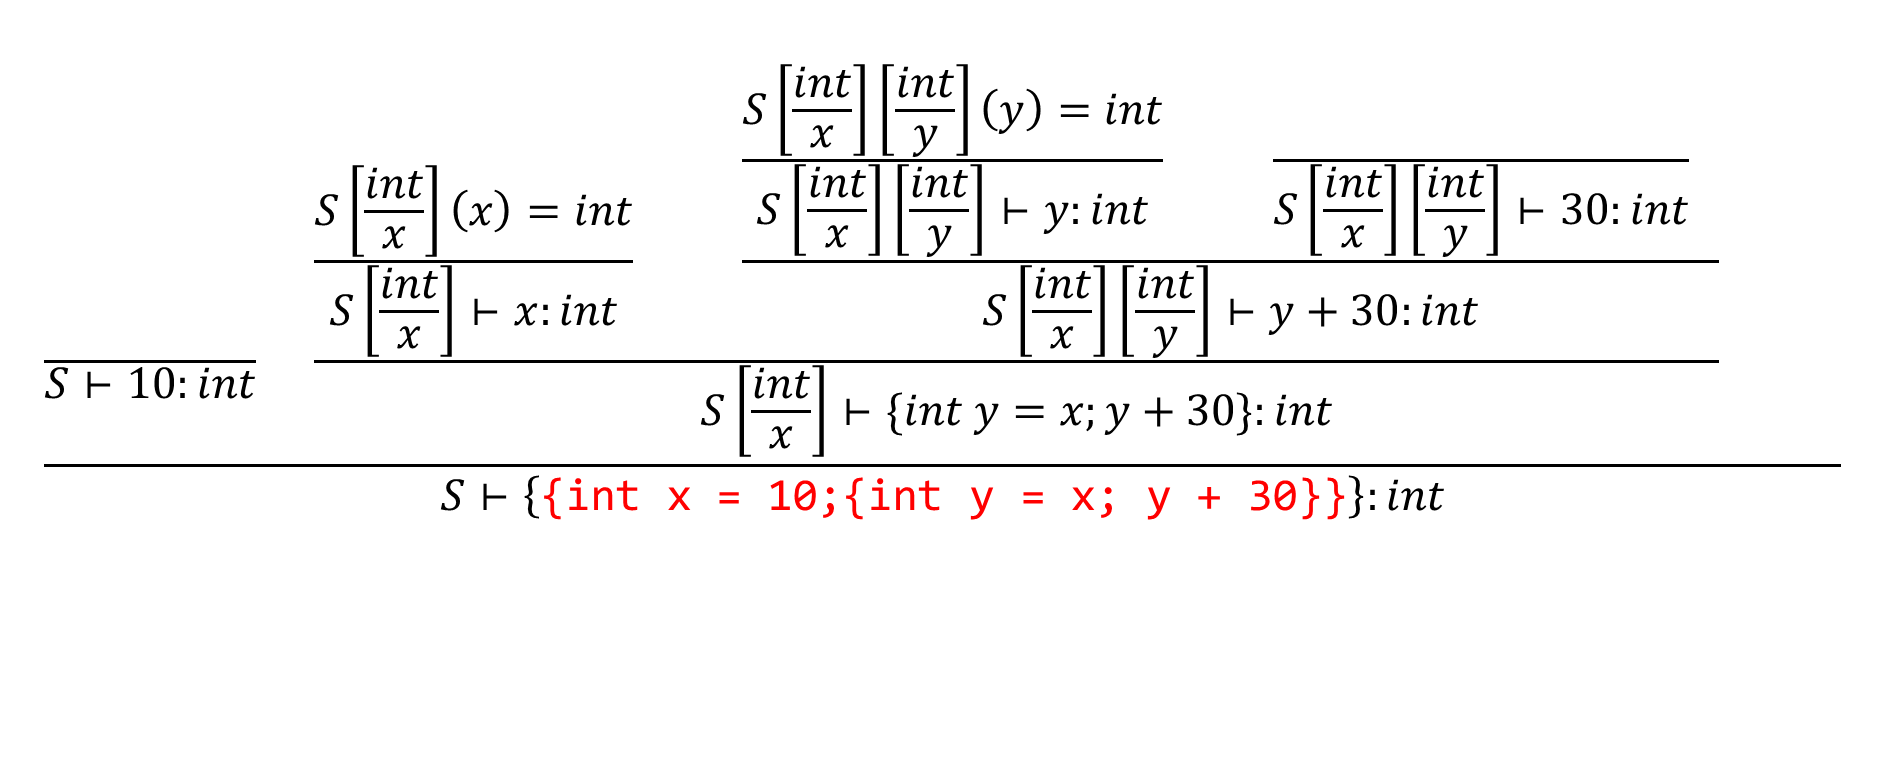 S[int/x][int/y](y) = int
S[int/x](x) = int S[int/x][int/y] ⊢ y: int S[int/x][int/y] ⊢ 30: int
S[int/x] ⊢ x: int S[int/x][int/y] ⊢ y + 30: int
S ⊢ 10: int S[int/x] ⊢ {int y = x; y + 30}: int
S ⊢ {{int x = 10;{int y = x; y + 30}}}: int